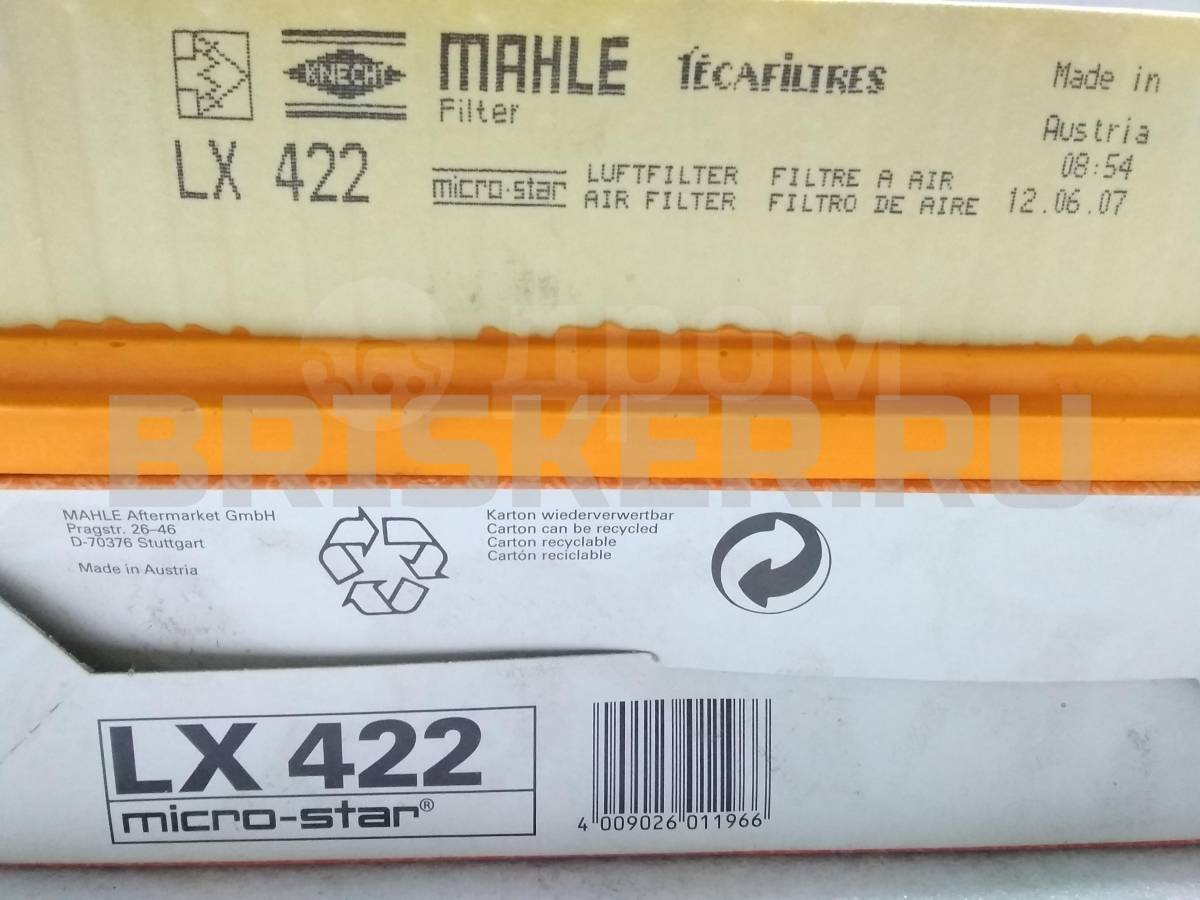 KNECHT
MAHLE
Filter
TECAFILTRES
Made in
Austria
08:54
12.06.07
LX 422
micro-star
LUFTFILTER FILTRE A AIR
AIR FILTER FILTRO DE AIRE
ДРОМ
BRISKER.RU
MAHLE Aftermarket GmbH
Pragstr. 26–46
D-70376 Stuttgart
Made in Austria
Karton wiederverwertbar
Carton can be recycled
Carton recyclable
Cartón reciclable
LX 422
micro-star®
4 009026 011966